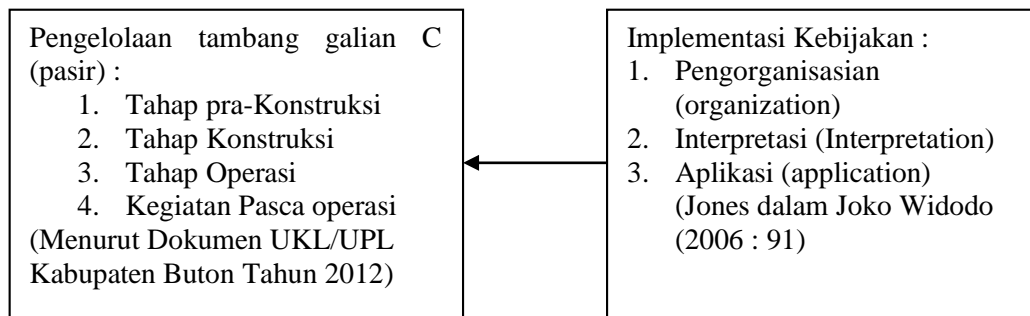 Pengelolaan tambang galian C
(pasir) :
1. Tahap pra-Konstruksi
2. Tahap Konstruksi
3. Tahap Operasi
4. Kegiatan Pasca operasi
(Menurut Dokumen UKL/UPL
Kabupaten Buton Tahun 2012)
Implementasi Kebijakan :
1. Pengorganisasian
(organization)
2. Interpretasi (Interpretation)
3. Aplikasi (application)
(Jones dalam Joko Widodo
(2006 : 91)